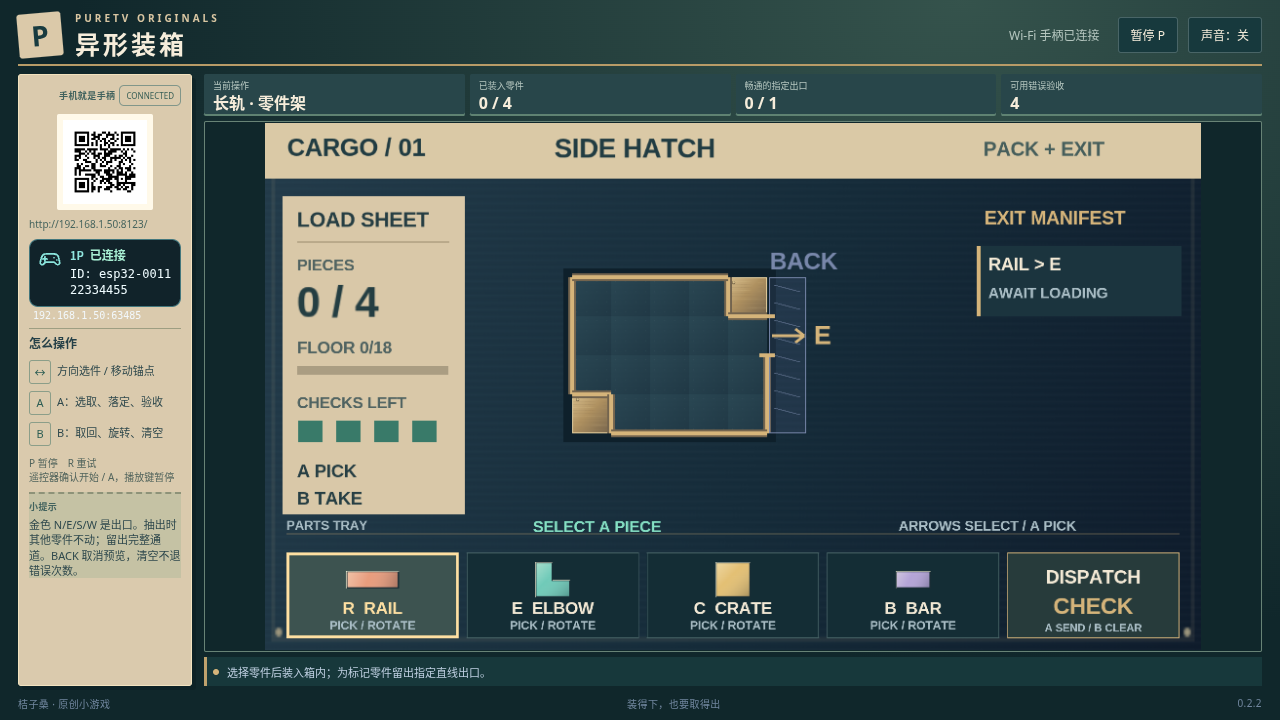 P
PURETV ORIGINALS
异形装箱
Wi-Fi 手柄已连接
暂停 P
声音：关
手机就是手柄
CONNECTED
http://192.168.1.50:8123/
1P 已连接
ID: esp32-0011
22334455
192.168.1.50:63485
怎么操作
↔
方向选件 / 移动锚点
A
A：选取、落定、验收
B
B：取回、旋转、清空
P 暂停 R 重试
遥控器确认开始 / A，播放键暂停
小提示
金色 N/E/S/W 是出口。抽出时
其他零件不动；留出完整通
道。BACK 取消预览，清空不退
错误次数。
当前操作
长轨 · 零件架
已装入零件
0 / 4
畅通的指定出口
0 / 1
可用错误验收
4
CARGO / 01
SIDE HATCH
PACK + EXIT
LOAD SHEET
PIECES
0 / 4
FLOOR 0/18
CHECKS LEFT
A PICK
B TAKE
BACK
E
EXIT MANIFEST
RAIL > E
AWAIT LOADING
PARTS TRAY
SELECT A PIECE
ARROWS SELECT / A PICK
R RAIL
PICK / ROTATE
E ELBOW
PICK / ROTATE
C CRATE
PICK / ROTATE
B BAR
PICK / ROTATE
DISPATCH
CHECK
A SEND / B CLEAR
选择零件后装入箱内；为标记零件留出指定直线出口。
桔子桑 · 原创小游戏
装得下，也要取得出
0.2.2